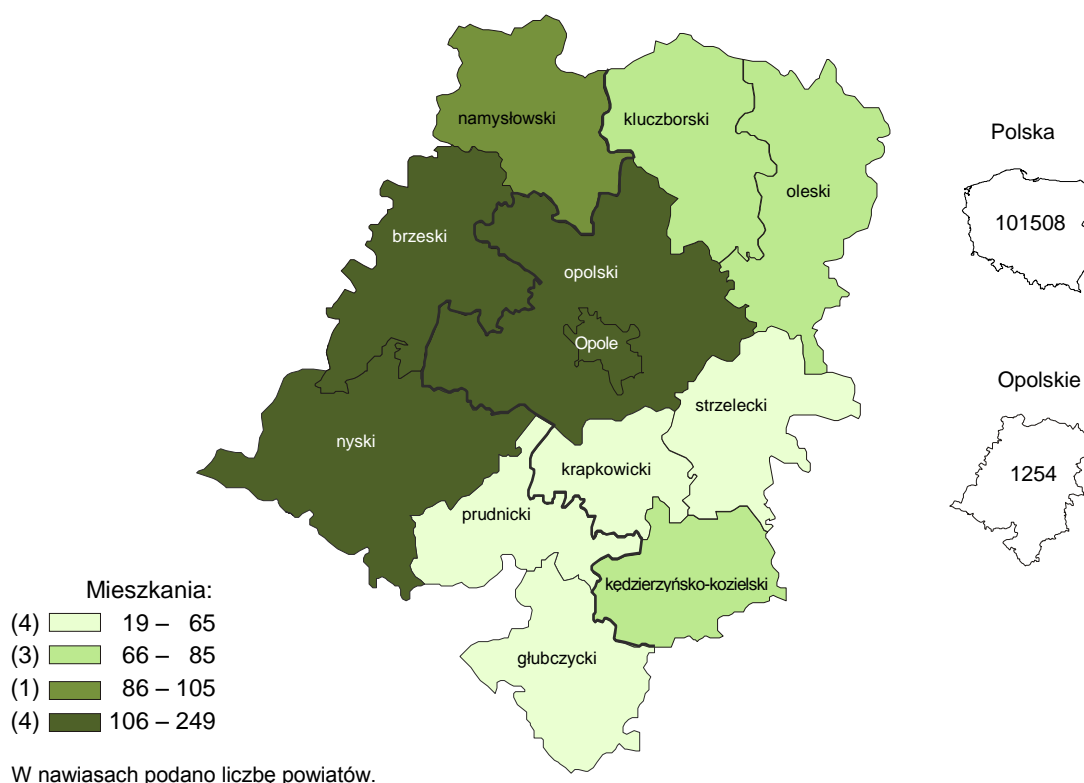 namysłowski
kluczborski
Polska
oleski
101508
brzeski
opolski
Opole
Opolskie
strzelecki
nyski
krapkowicki
1254
prudnicki
kędzierzyńsko-kozielski
głubczycki
Mieszkania:
(4) 19 – 65
(3) 66 – 85
(1) 86 – 105
(4) 106 – 249
W nawiasach podano liczbę powiatów.